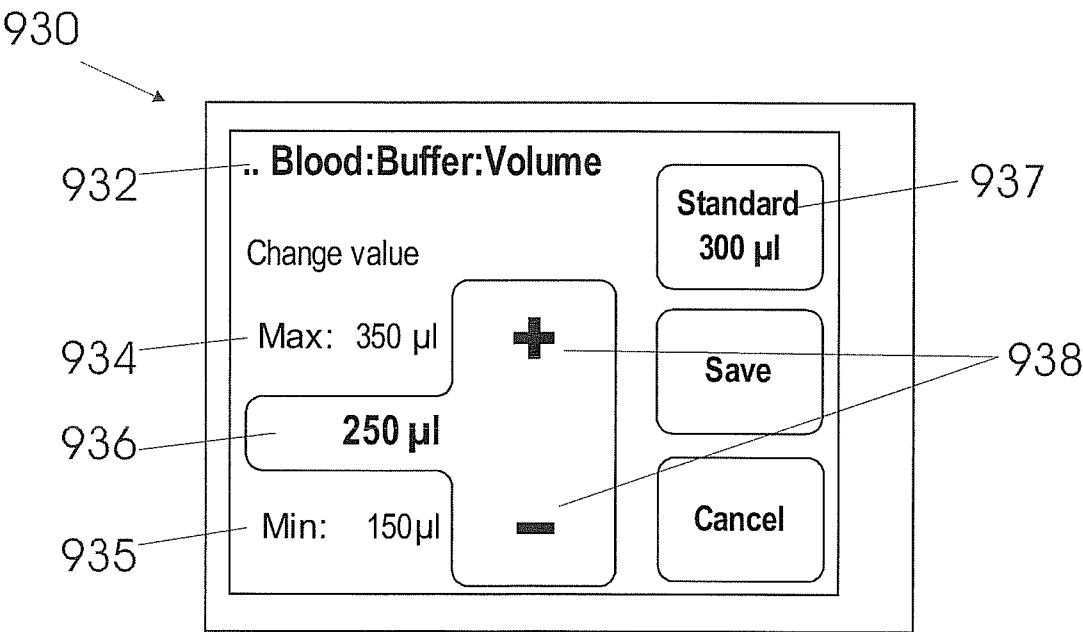 930
932
.. Blood:Buffer:Volume
Standard
300 µl
937
Change value
934
Max: 350 µl
+
Save
938
936
250 µl
935
Min: 150µl
−
Cancel